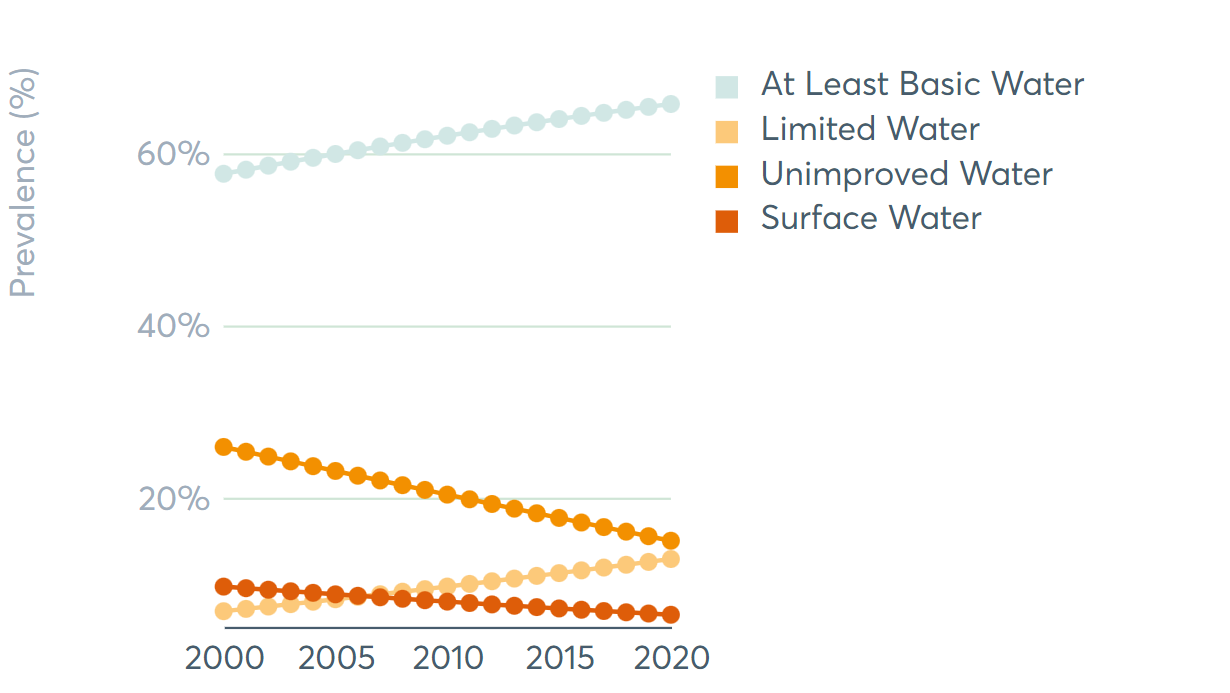 Prevalence (%)
60%
40%
20%
2000 2005 2010 2015 2020
At Least Basic Water
Limited Water
Unimproved Water
Surface Water